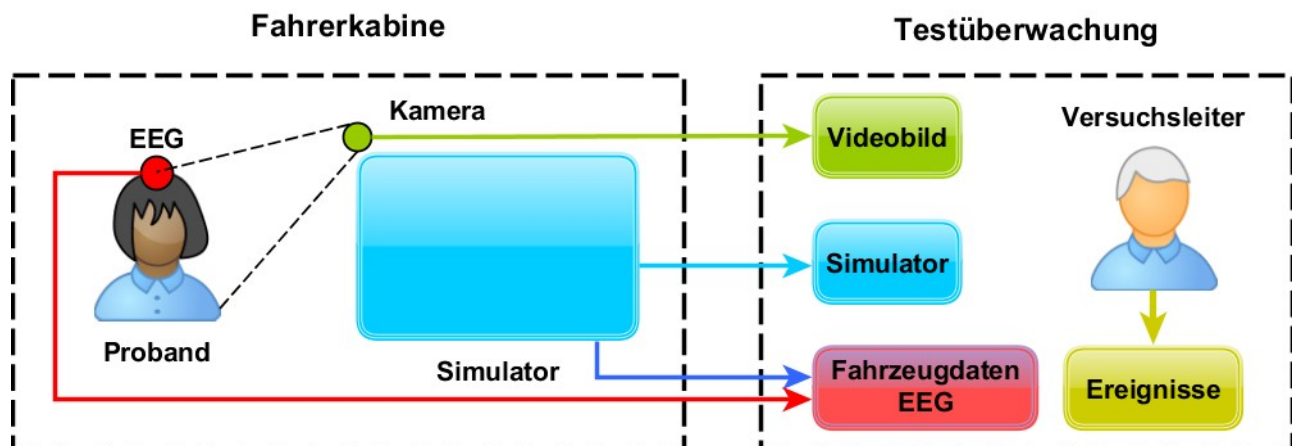 Fahrerkabine
Testüberwachung
Kamera
EEG
Proband
Simulator
Videobild
Simulator
Fahrzeugdaten
EEG
Versuchsleiter
Ereignisse